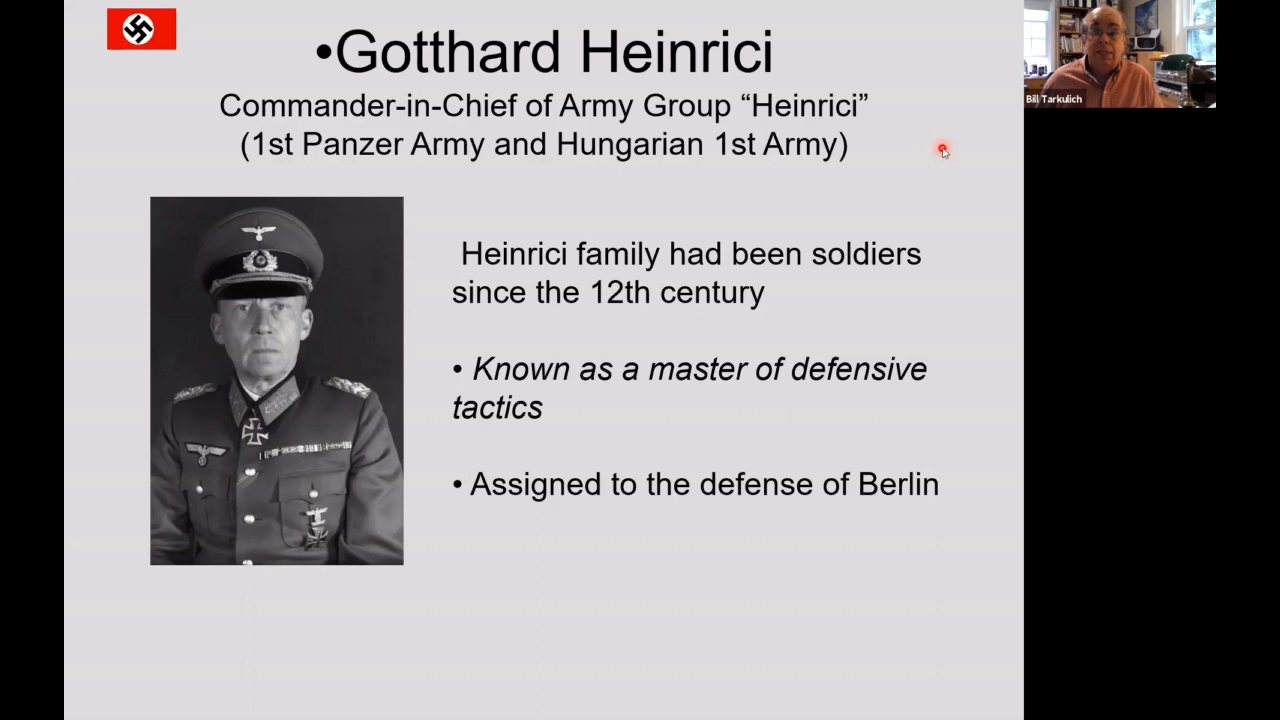 •Gotthard Heinrici
Commander-in-Chief of Army Group “Heinrici”
(1st Panzer Army and Hungarian 1st Army)
Heinrici family had been soldiers
since the 12th century
• Known as a master of defensive
tactics
• Assigned to the defense of Berlin
Bill Tarkulich